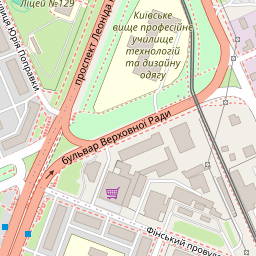 Ліцей №129
Київське
вище професійне
училище
технологій
та дизайну
одягу
вулиця Юрія Поправки
проспект Леоніда
бульвар Верховної Ради
Фінський провул